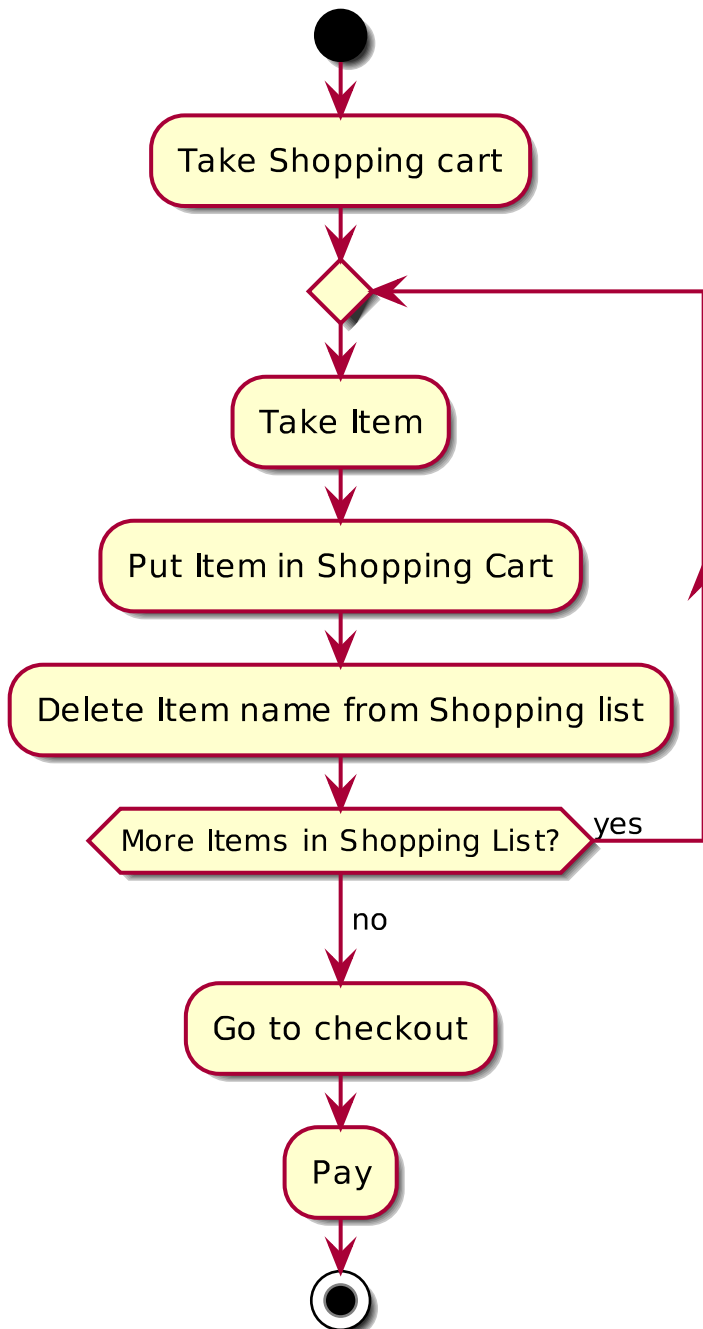 Take Shopping cart
Take Item
Put Item in Shopping Cart
Delete Item name from Shopping list
More Items in Shopping List?
yes
no
Go to checkout
Pay